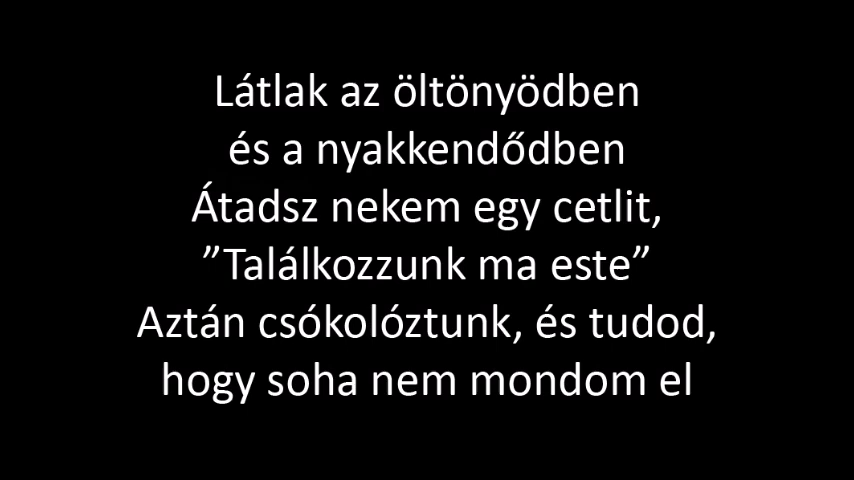 Látlak az öltönyödben
és a nyakkendődben
Átadsz nekem egy cetlit,
”Találkozzunk ma este”
Aztán csókolóztunk, és tudod,
hogy soha nem mondom el